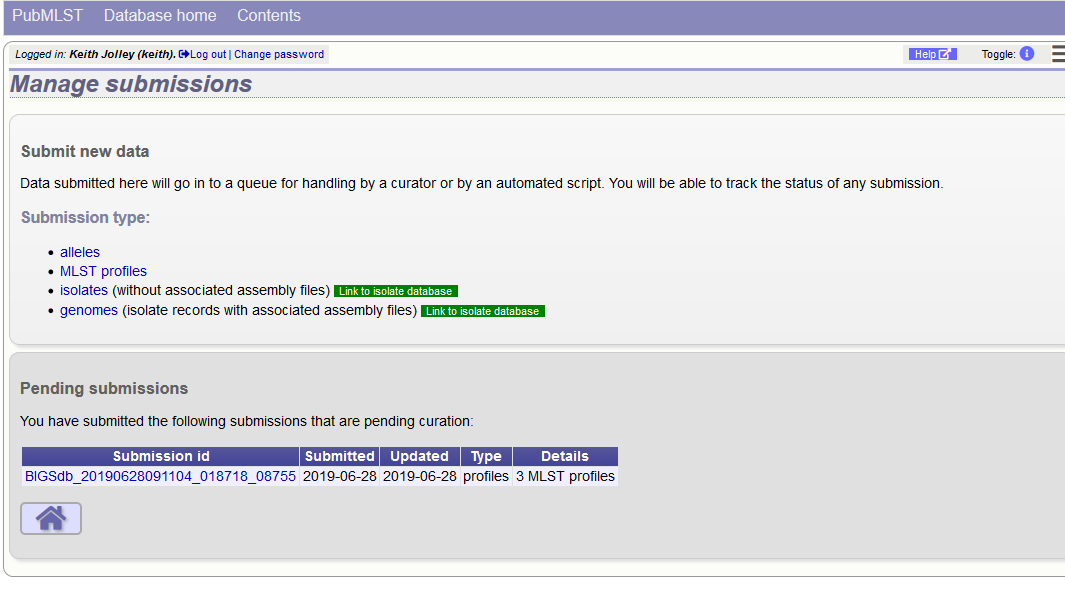 PubMLST Database home Contents
Logged in: Keith Jolley (keith). Log out | Change password Help Toggle: i
Manage submissions
Submit new data
Data submitted here will go in to a queue for handling by a curator or by an automated script. You will be able to track the status of any submission.
Submission type:
• alleles
• MLST profiles
• isolates (without associated assembly files) Link to isolate database
• genomes (isolate records with associated assembly files) Link to isolate database
Pending submissions
You have submitted the following submissions that are pending curation:
Submission id Submitted Updated Type Details
BIGSdb_20190628091104_018718_08755 2019-06-28 2019-06-28 profiles 3 MLST profiles